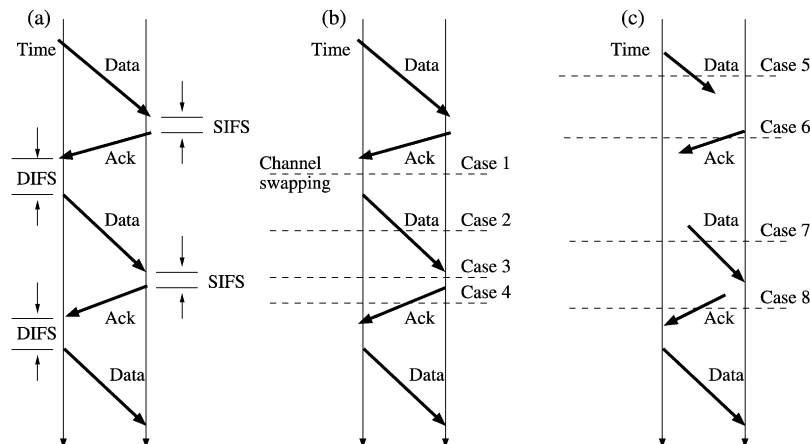 (a)
Time
Data
SIFS
Ack
DIFS
Data
SIFS
Ack
DIFS
Data
(b)
Time
Data
Ack
Channel
swapping
Case 1
Data
Case 2
Case 3
Case 4
Ack
Data
(c)
Time
Data
Case 5
Case 6
Ack
Data
Case 7
Case 8
Ack
Data